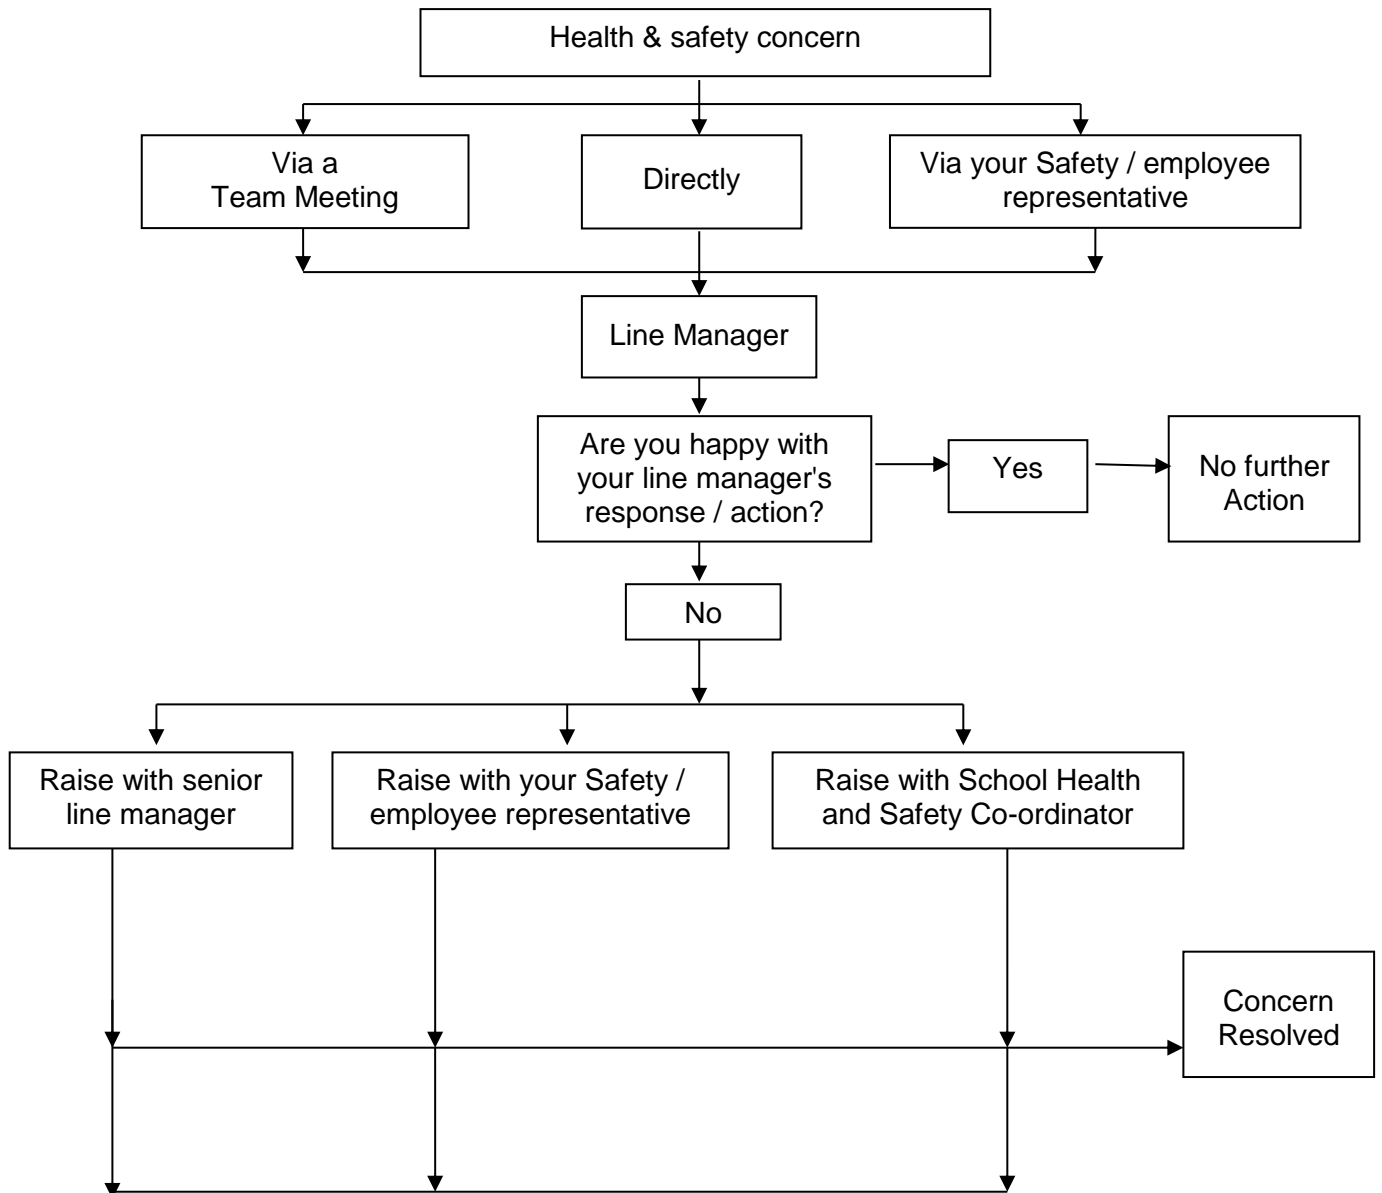 Health & safety concern
Via a
Team Meeting
Directly
Via your Safety / employee
representative
Line Manager
Are you happy with
your line manager's
response / action?
Yes
No further
Action
No
Raise with senior
line manager
Raise with your Safety /
employee representative
Raise with School Health
and Safety Co-ordinator
Concern
Resolved